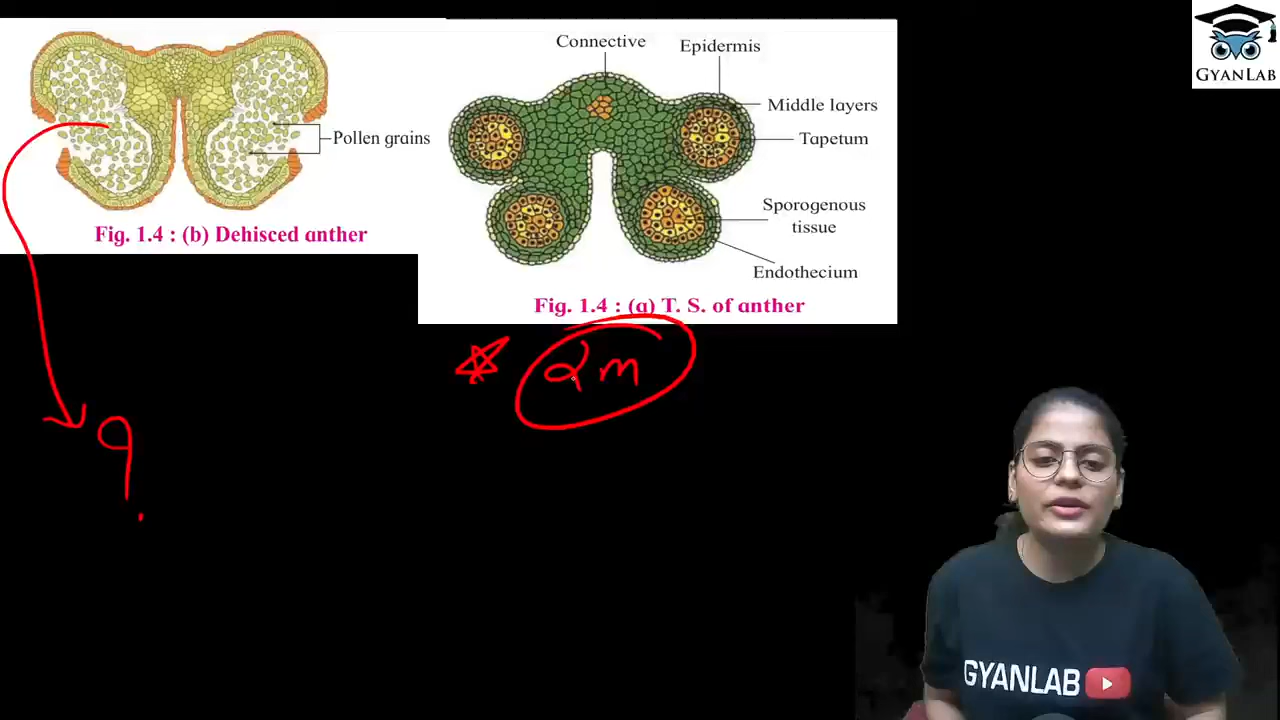 GYANLAB
Connective
Epidermis
Middle layers
Tapetum
Sporogenous
tissue
Endothecium
Fig. 1.4 : (a) T. S. of anther
Pollen grains
Fig. 1.4 : (b) Dehisced anther
2 m
GYANLAB